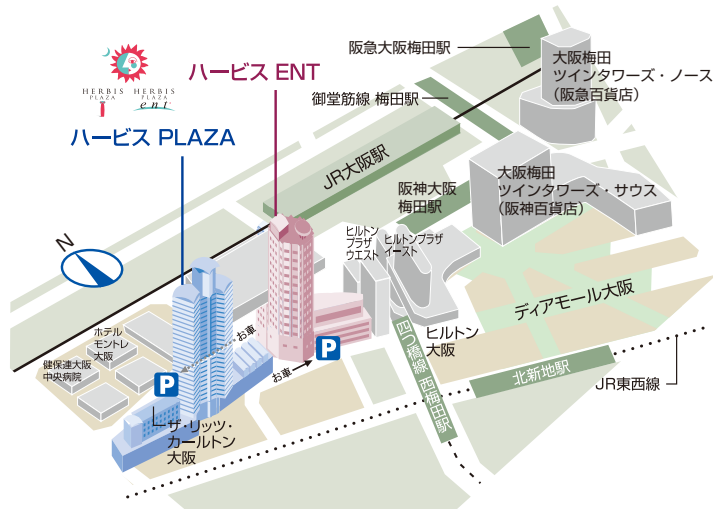 阪急大阪梅田駅
大阪梅田
ツインタワーズ・ノース
（阪急百貨店）
HERBIS
PLAZA
HERBIS
PLAZA
ent
ハービス ENT
御堂筋線 梅田駅
ハービス PLAZA
JR大阪駅
大阪梅田
ツインタワーズ・サウス
（阪神百貨店）
阪神大阪
梅田駅
ヒルトン
プラザ
ウエスト
ヒルトンプラザ
イースト
N
ディアモール大阪
ホテル
モントレ
大阪
お車
ヒルトン
大阪
四つ橋線 西梅田駅
健保連大阪
中央病院
P
P
お車
北新地駅
JR東西線
ザ・リッツ・
カールトン
大阪